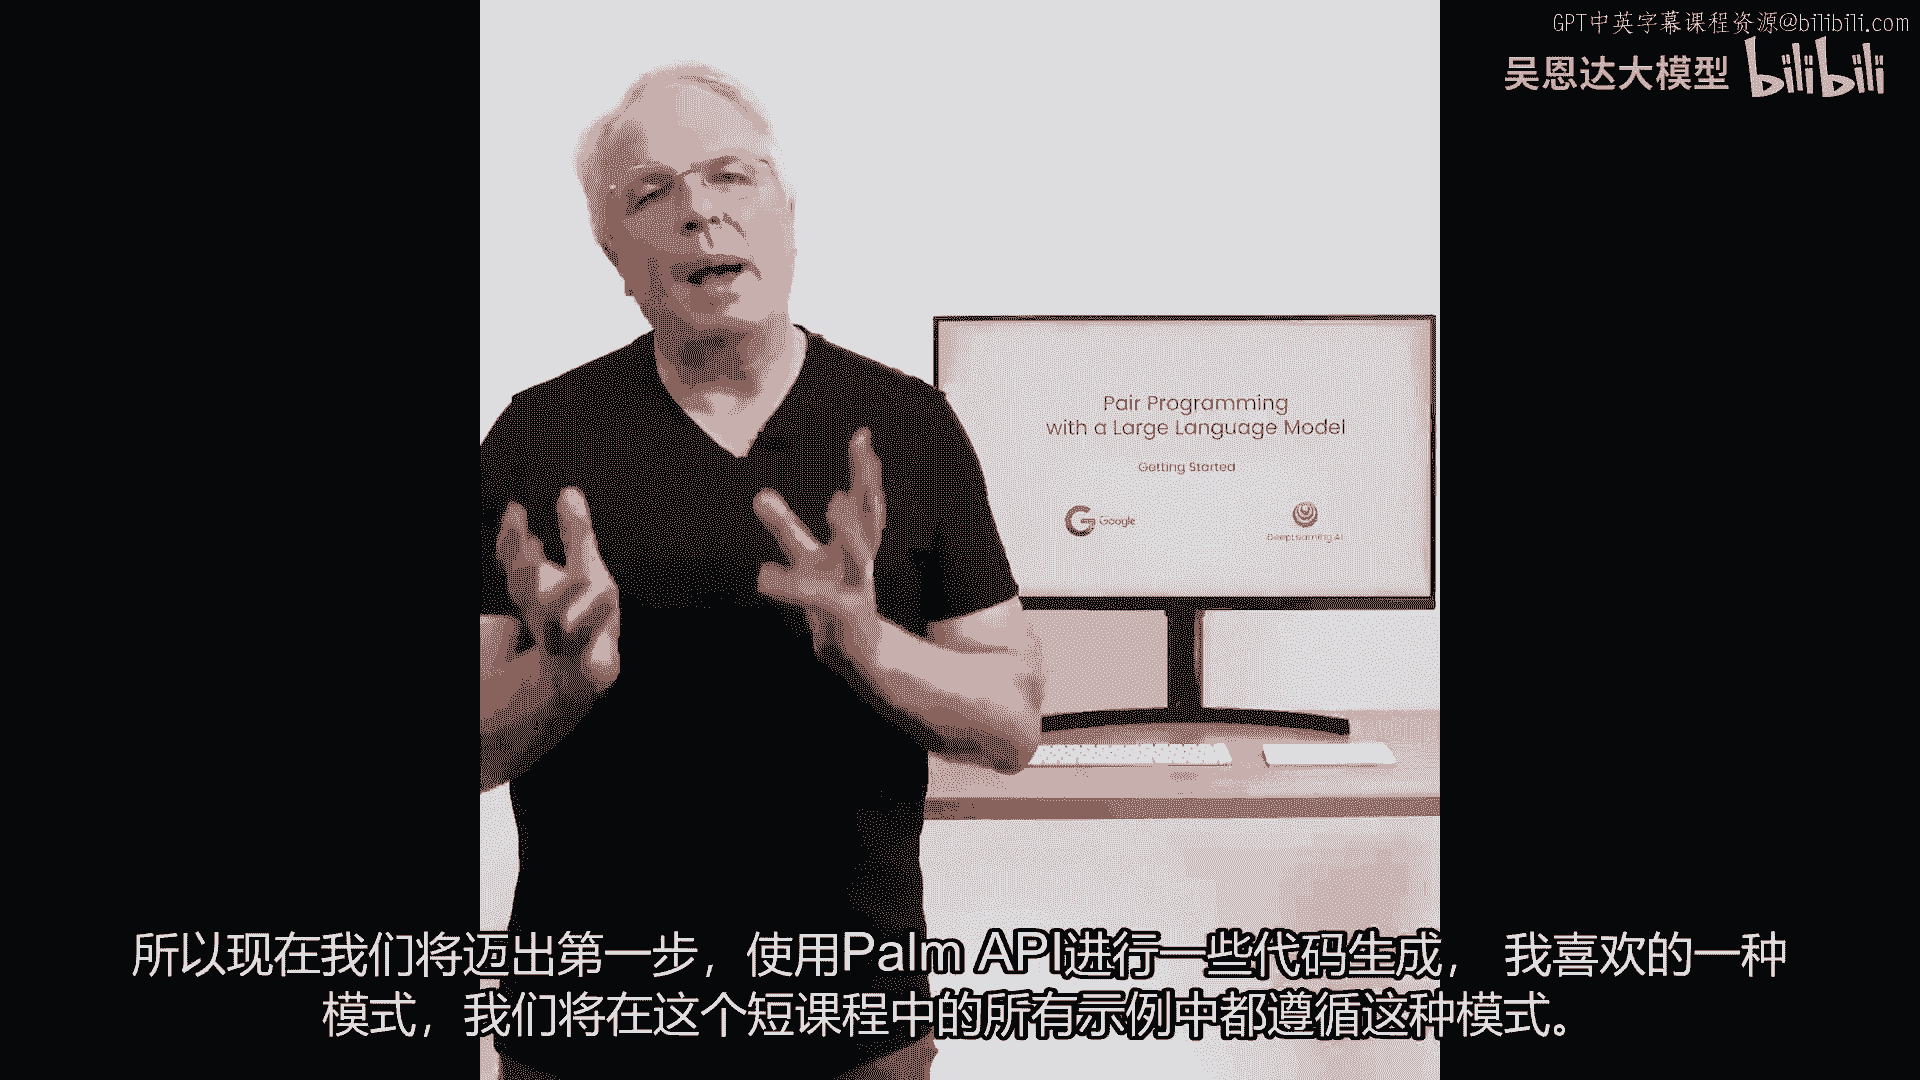 GPT中英字幕课程资源@bilibili.com
吴恩达大模型 bilibili
Pair Programming
with a Large Language Model
Getting Started
Google
DeepLearning.AI
所以现在我们将迈出第一步，使用Palm API进行一些代码生成， 我喜欢的一种
模式，我们将在这个短课程中的所有示例中都遵循这种模式。